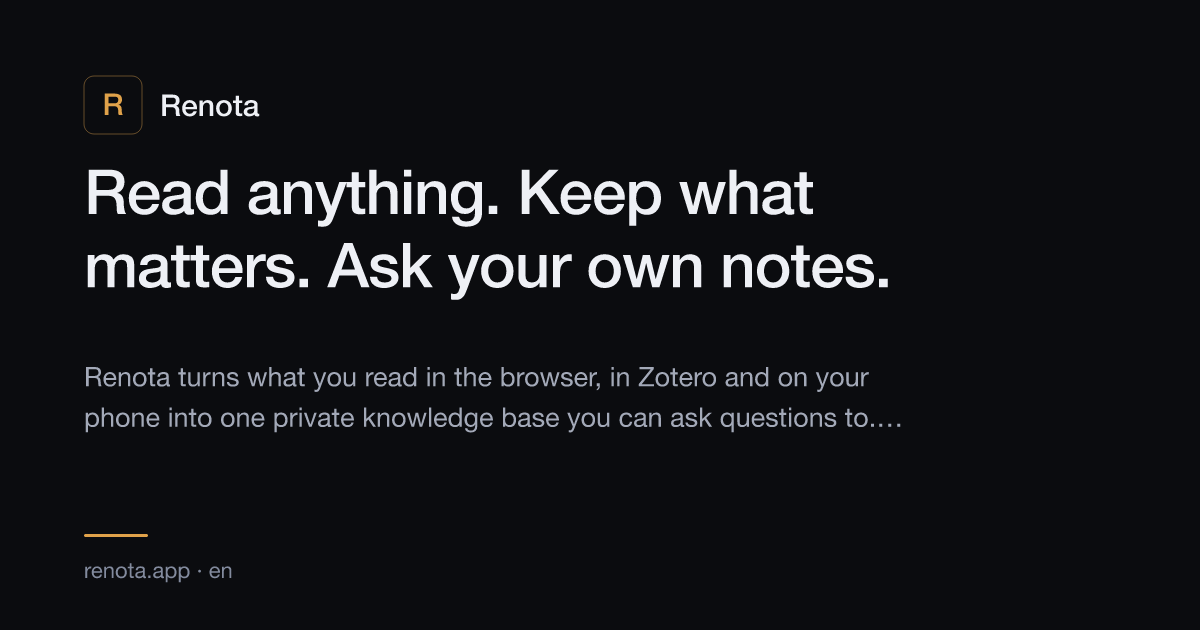 R
Renota
Read anything. Keep what
matters. Ask your own notes.
Renota turns what you read in the browser, in Zotero and on your
phone into one private knowledge base you can ask questions to.…
renota.app · en